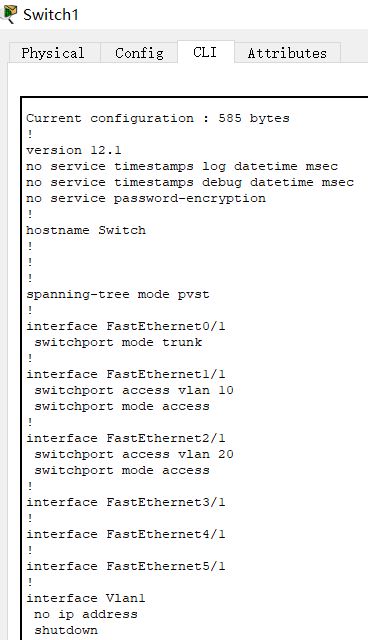 Switch1
Physical Config CLI Attributes
Current configuration : 585 bytes
!
version 12.1
no service timestamps log datetime msec
no service timestamps debug datetime msec
no service password-encryption
!
hostname Switch
!
!
!
spanning-tree mode pvst
!
interface FastEthernet0/1
 switchport mode trunk
!
interface FastEthernet1/1
 switchport access vlan 10
 switchport mode access
!
interface FastEthernet2/1
 switchport access vlan 20
 switchport mode access
!
interface FastEthernet3/1
!
interface FastEthernet4/1
!
interface FastEthernet5/1
!
interface Vlan1
 no ip address
 shutdown